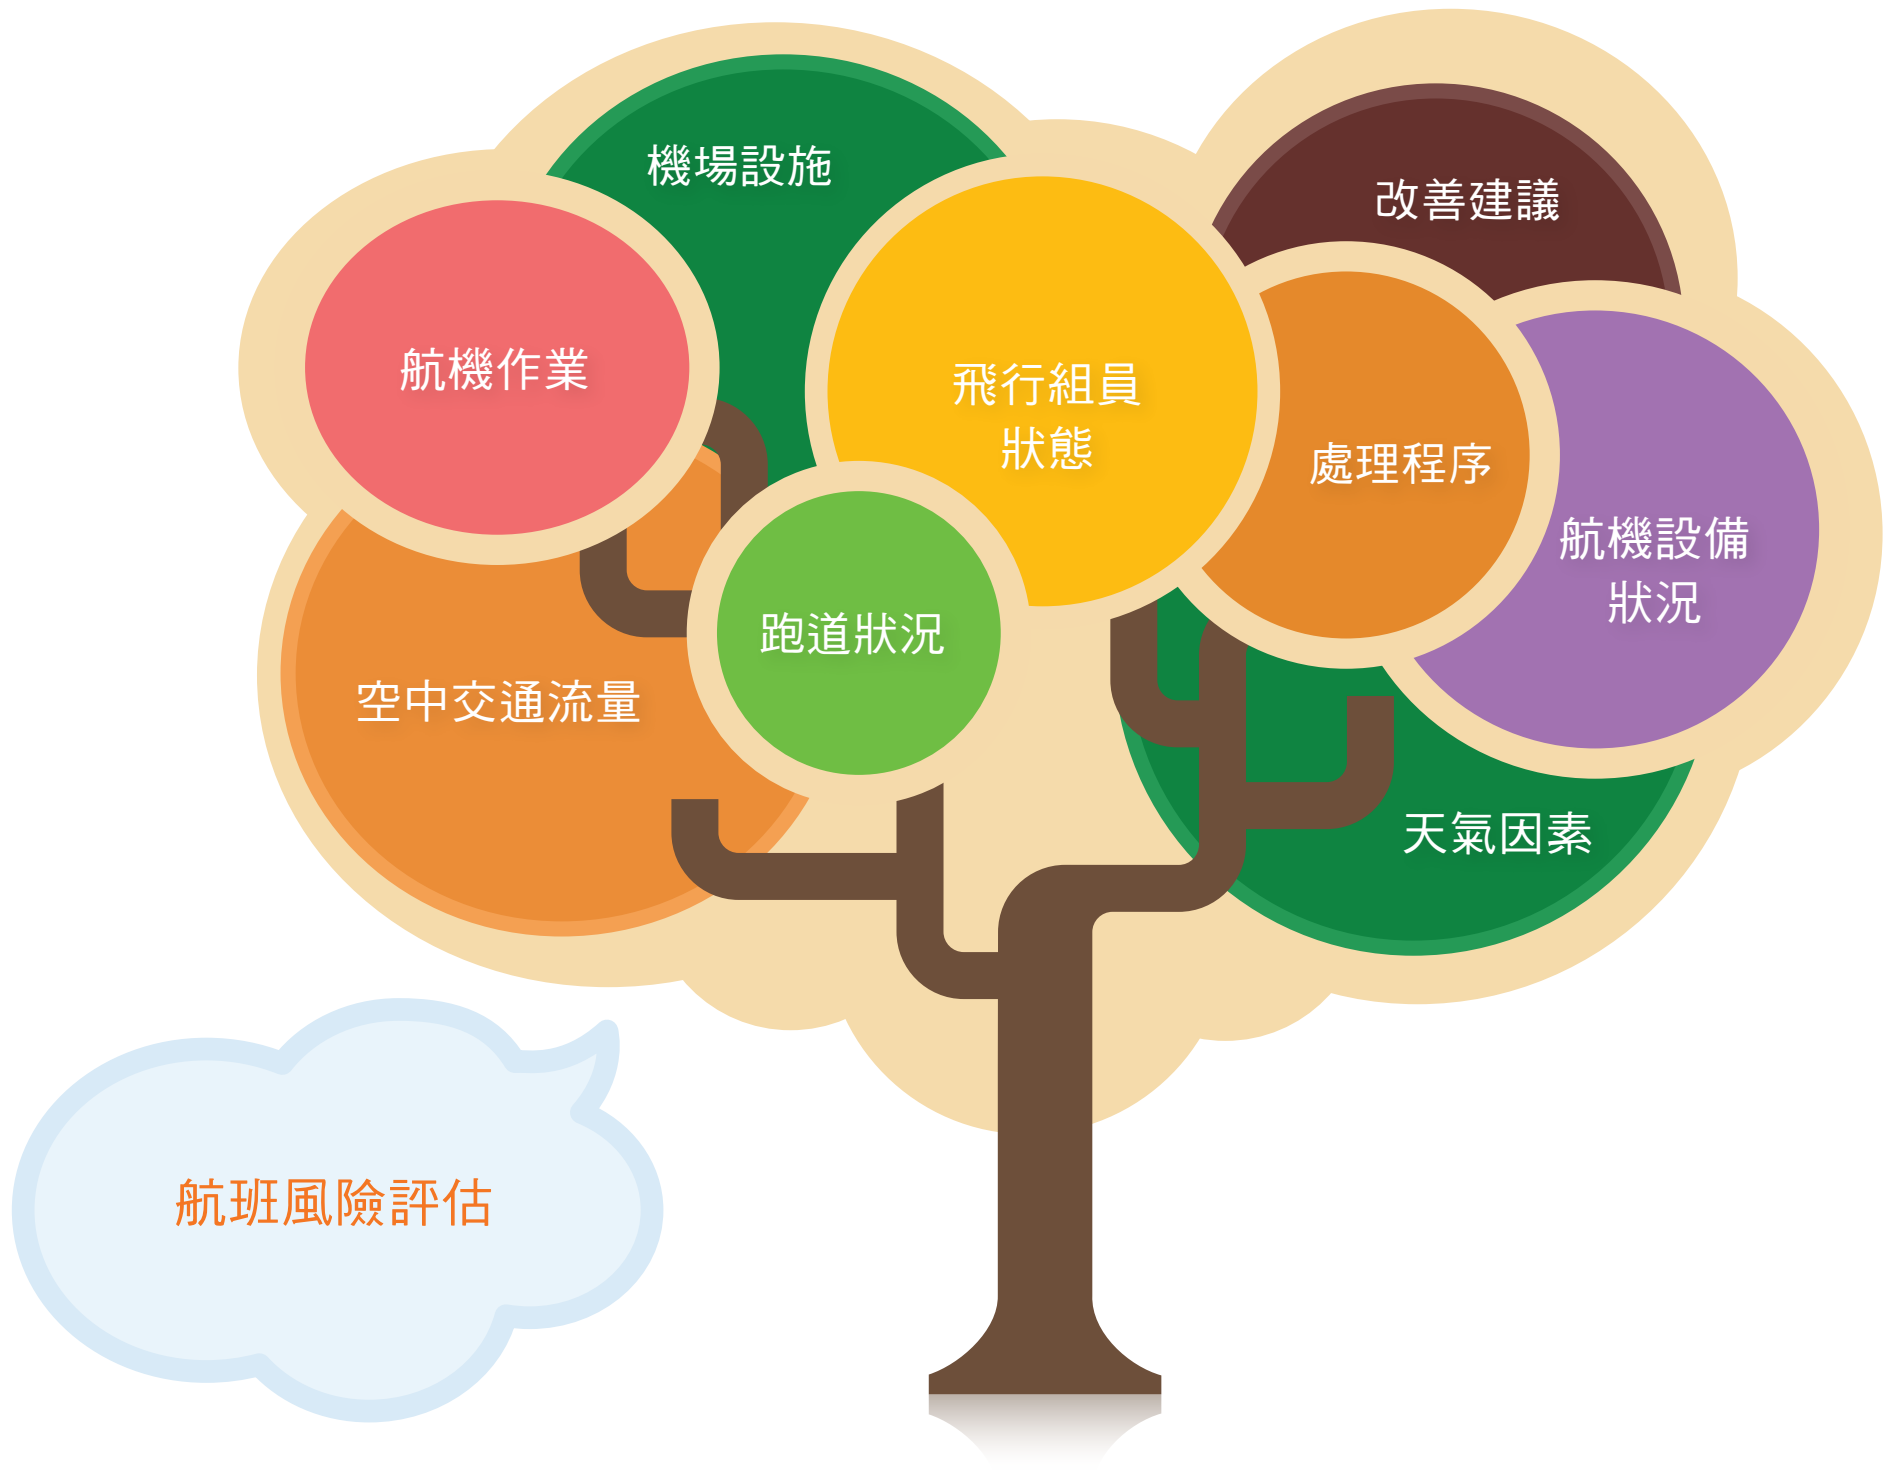 機場設施
改善建議
航機作業
飛行組員
狀態
處理程序
航機設備
狀況
跑道狀況
空中交通流量
天氣因素
航班風險評估